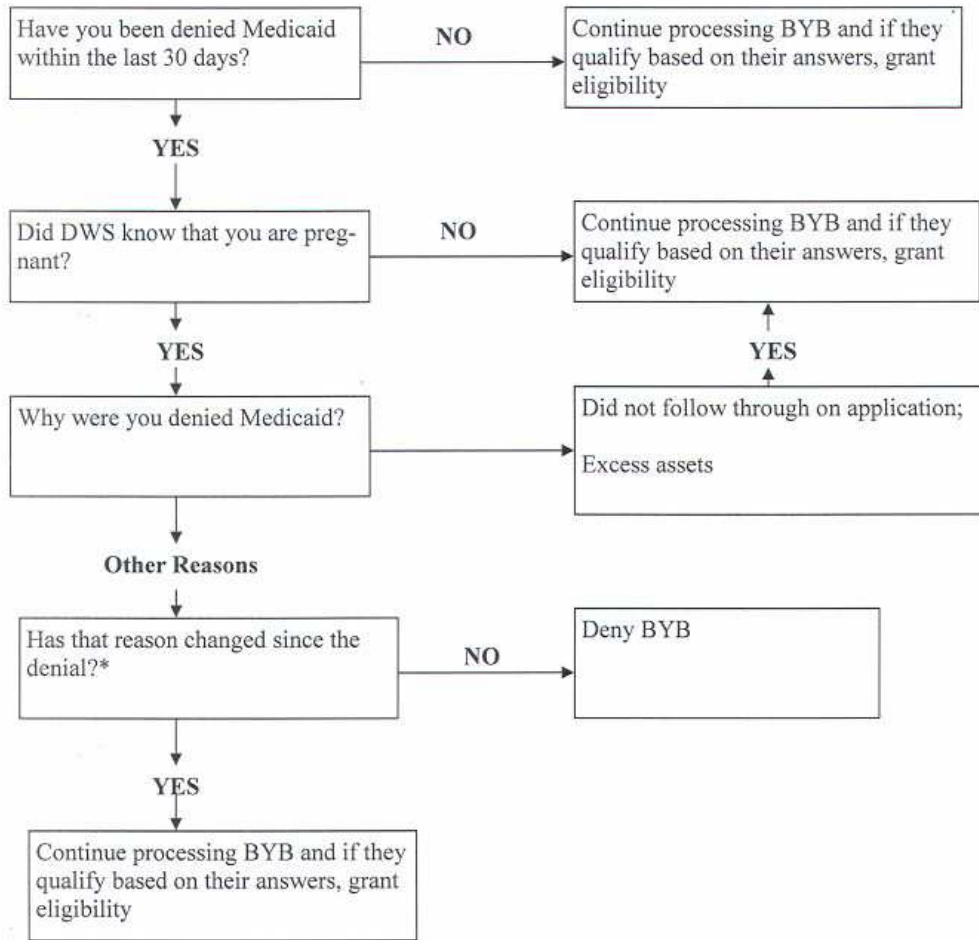 Have you been denied Medicaid
within the last 30 days?
NO
Continue processing BYB and if they
qualify based on their answers, grant
eligibility
YES
Did DWS know that you are preg-
nant?
NO
Continue processing BYB and if they
qualify based on their answers, grant
eligibility
YES
YES
Why were you denied Medicaid?
Did not follow through on application;
Excess assets
Other Reasons
Has that reason changed since the
denial?*
NO
Deny BYB
YES
Continue processing BYB and if they
qualify based on their answers, grant
eligibility